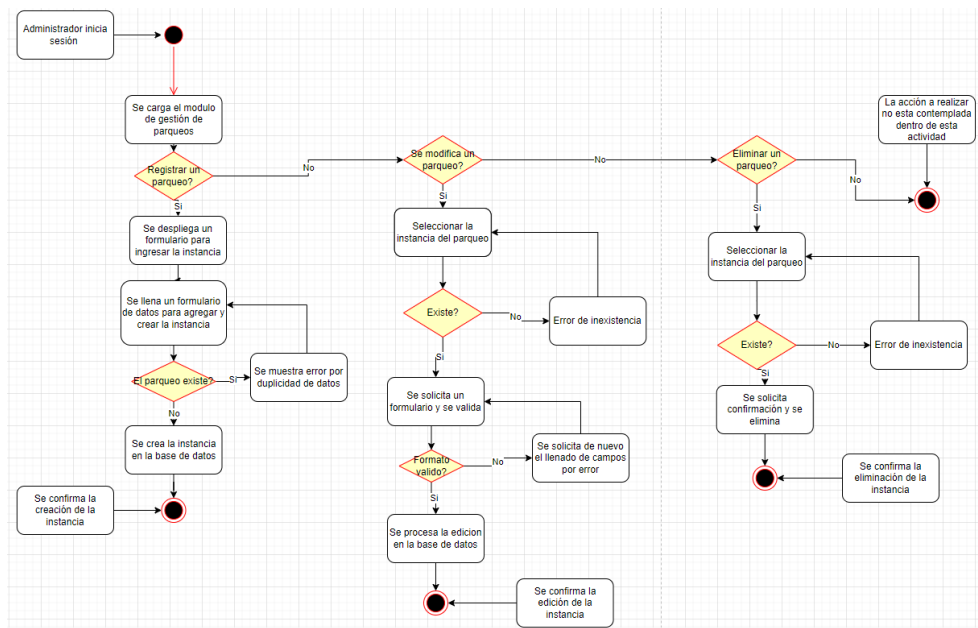 Administrador inicia
sesión
Se carga el modulo
de gestión de
parqueos
Registrar un
parqueo?
No
Si
Se despliega un
formulario para
ingresar la instancia
Se llena un formulario
de datos para agregar y
crear la instancia
El parqueo existe?
Si
Se muestra error por
duplicidad de datos
No
Se crea la instancia
en la base de datos
Se confirma la
creación de la
instancia
Se modifica un
parqueo?
No
Si
Seleccionar la
instancia del parqueo
Existe?
No
Error de inexistencia
Si
Se solicita un
formulario y se valida
Formato
valido?
No
Se solicita de nuevo
el llenado de campos
por error
Si
Se procesa la edicion
en la base de datos
Se confirma la
edición de la
instancia
Eliminar un
parqueo?
No
La acción a realizar
no esta contemplada
dentro de esta
actividad
Si
Seleccionar la
instancia del parqueo
Existe?
No
Error de inexistencia
Si
Se solicita
confirmación y se
elimina
Se confirma la
eliminación de la
instancia